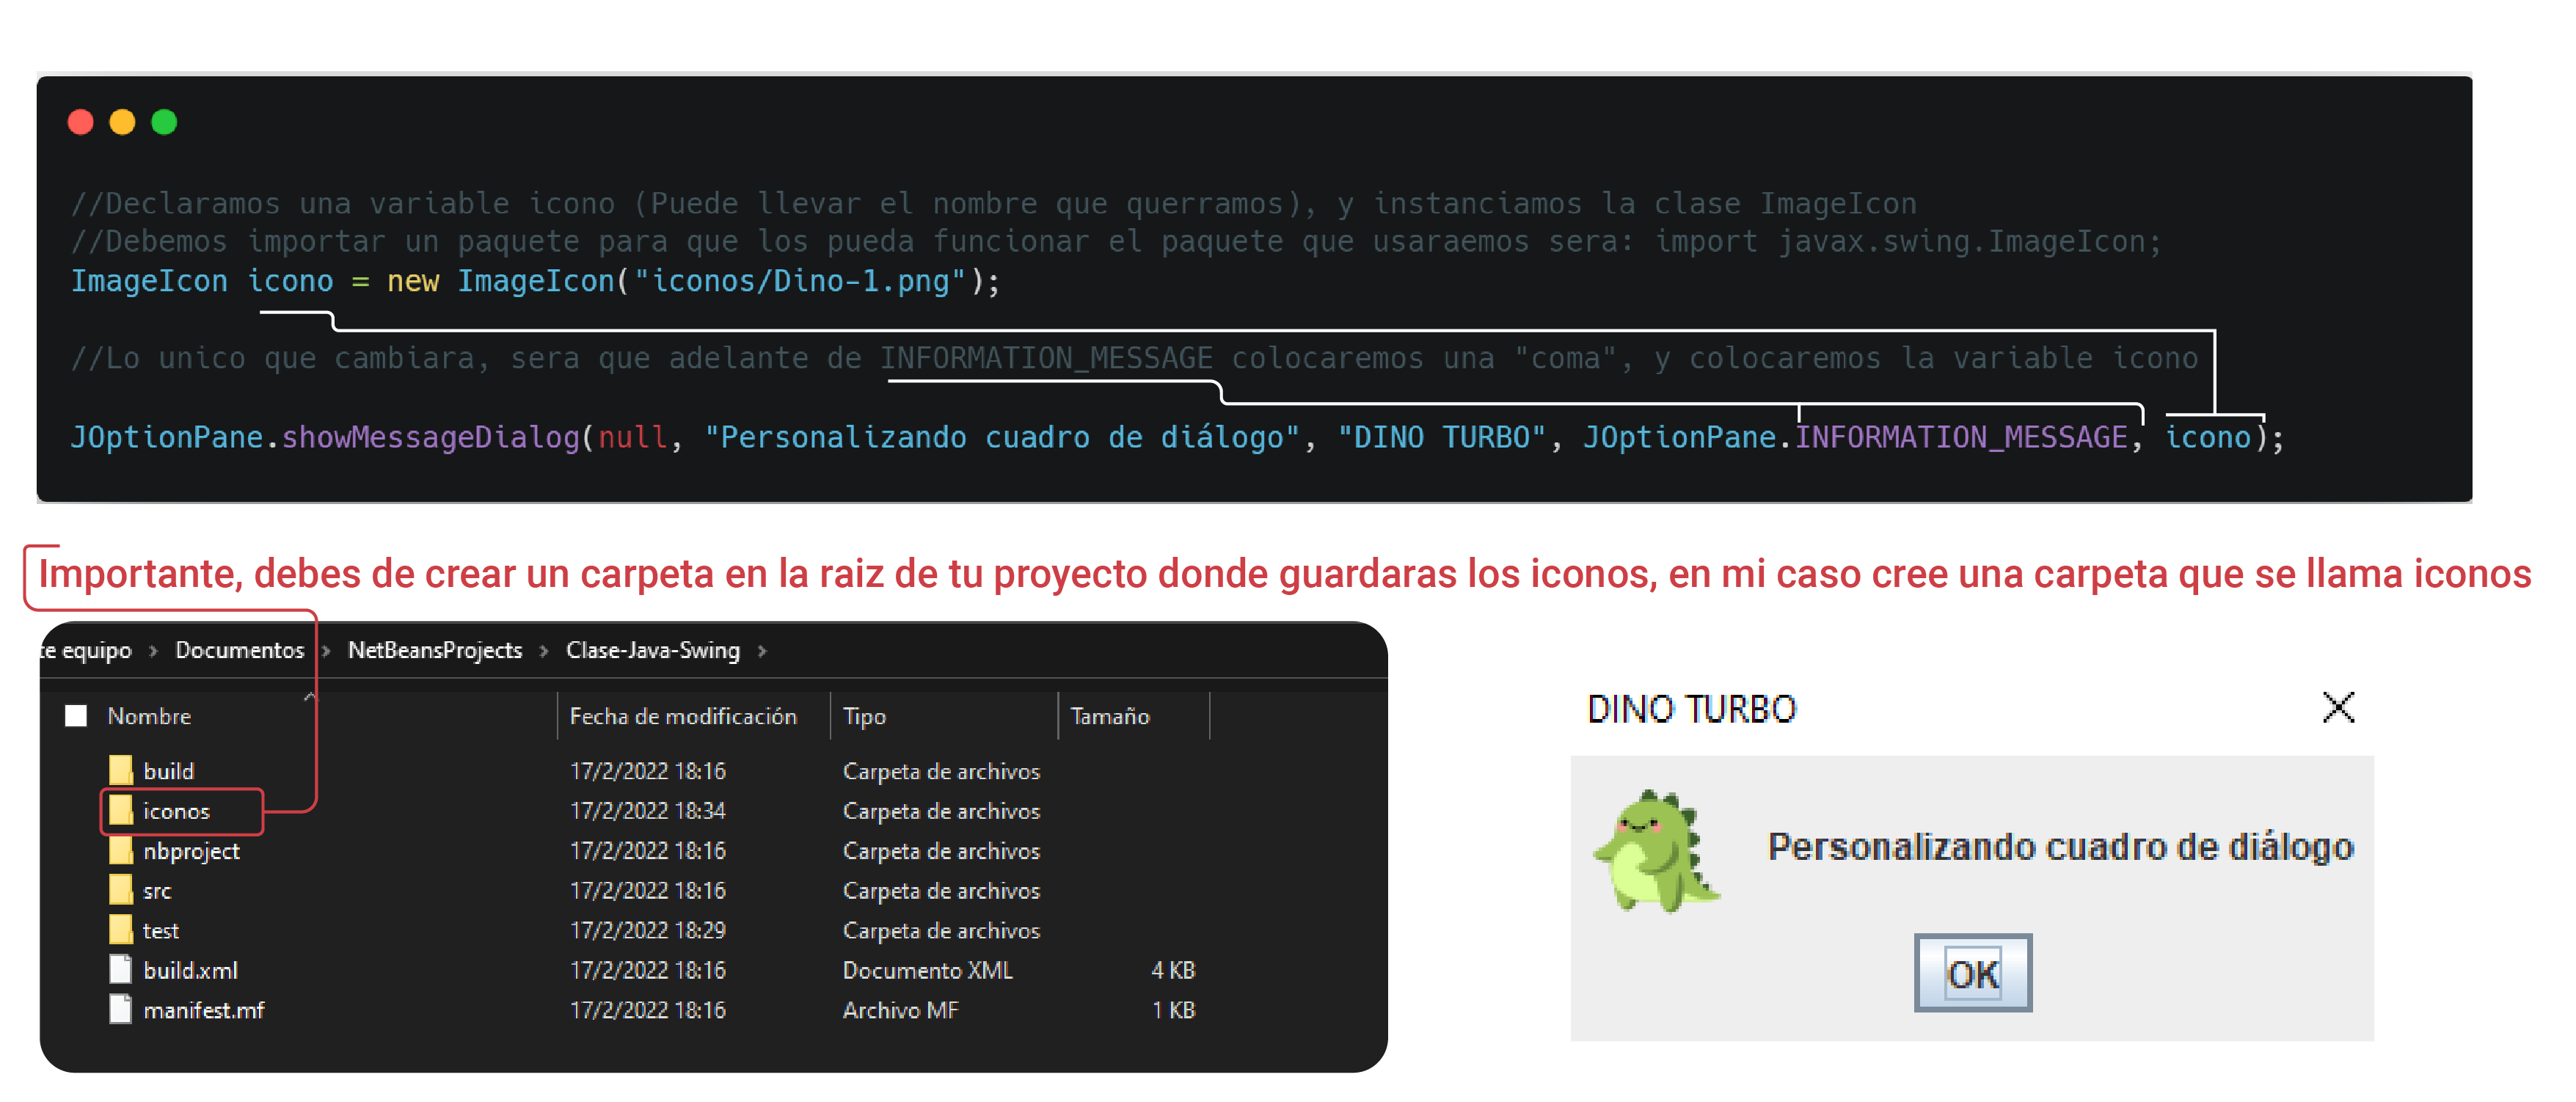 //Declaramos una variable icono (Puede llevar el nombre que querramos), y instanciamos la clase ImageIcon
//Debemos importar un paquete para que los pueda funcionar el paquete que usaraemos sera: import javax.swing.ImageIcon;
ImageIcon icono = new ImageIcon("iconos/Dino-1.png");
//Lo unico que cambiara, sera que adelante de INFORMATION_MESSAGE colocaremos una "coma", y colocaremos la variable icono
JOptionPane.showMessageDialog(null, "Personalizando cuadro de diálogo", "DINO TURBO", JOptionPane.INFORMATION_MESSAGE, icono);
Importante, debes de crear un carpeta en la raiz de tu proyecto donde guardaras los iconos, en mi caso cree una carpeta que se llama iconos
te equipo > Documentos > NetBeansProjects > Clase-Java-Swing >
Nombre Fecha de modificación Tipo Tamaño
build 17/2/2022 18:16 Carpeta de archivos
iconos 17/2/2022 18:34 Carpeta de archivos
nbproject 17/2/2022 18:16 Carpeta de archivos
src 17/2/2022 18:16 Carpeta de archivos
test 17/2/2022 18:29 Carpeta de archivos
build.xml 17/2/2022 18:16 Documento XML 4 KB
manifest.mf 17/2/2022 18:16 Archivo MF 1 KB
DINO TURBO
Personalizando cuadro de diálogo
OK